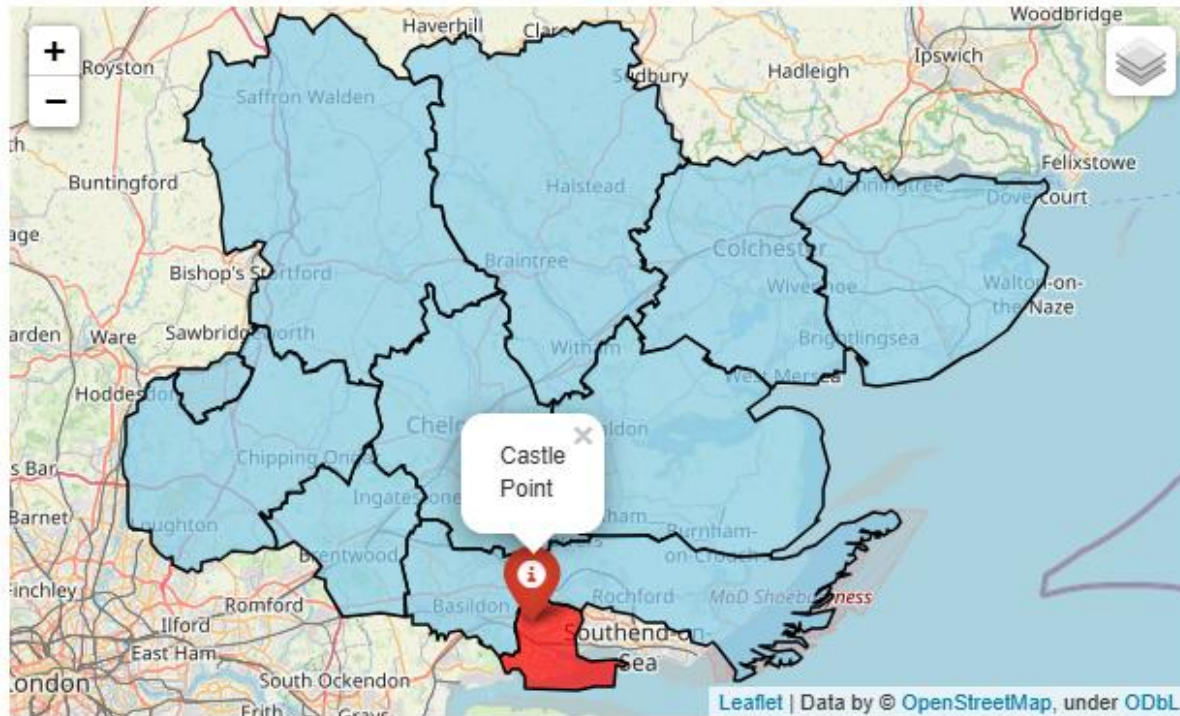 Haverhill
Woodbridge
+
Royston
Ipswich
Sudbury
Hadleigh
−
Saffron Walden
Felixstowe
Buntingford
Halstead
Manningtree
Dovercourt
Colchester
Bishop's Stortford
Braintree
Wivenhoe
Walton-on-
the Naze
Ware
Sawbridgeworth
Brightlingsea
Witham
Hoddesdon
West Mersea
Castle
Point
×
Chipping Ongar
Barnet
Ingatestone
Loughton
Burnham-
on-Crouch
Brentwood
Finchley
Romford
Basildon
Rochford
MoD Shoeburyness
Ilford
Southend-on-
Sea
East Ham
London
South Ockendon
Erith
Grays
Leaflet | Data by © OpenStreetMap, under ODbL